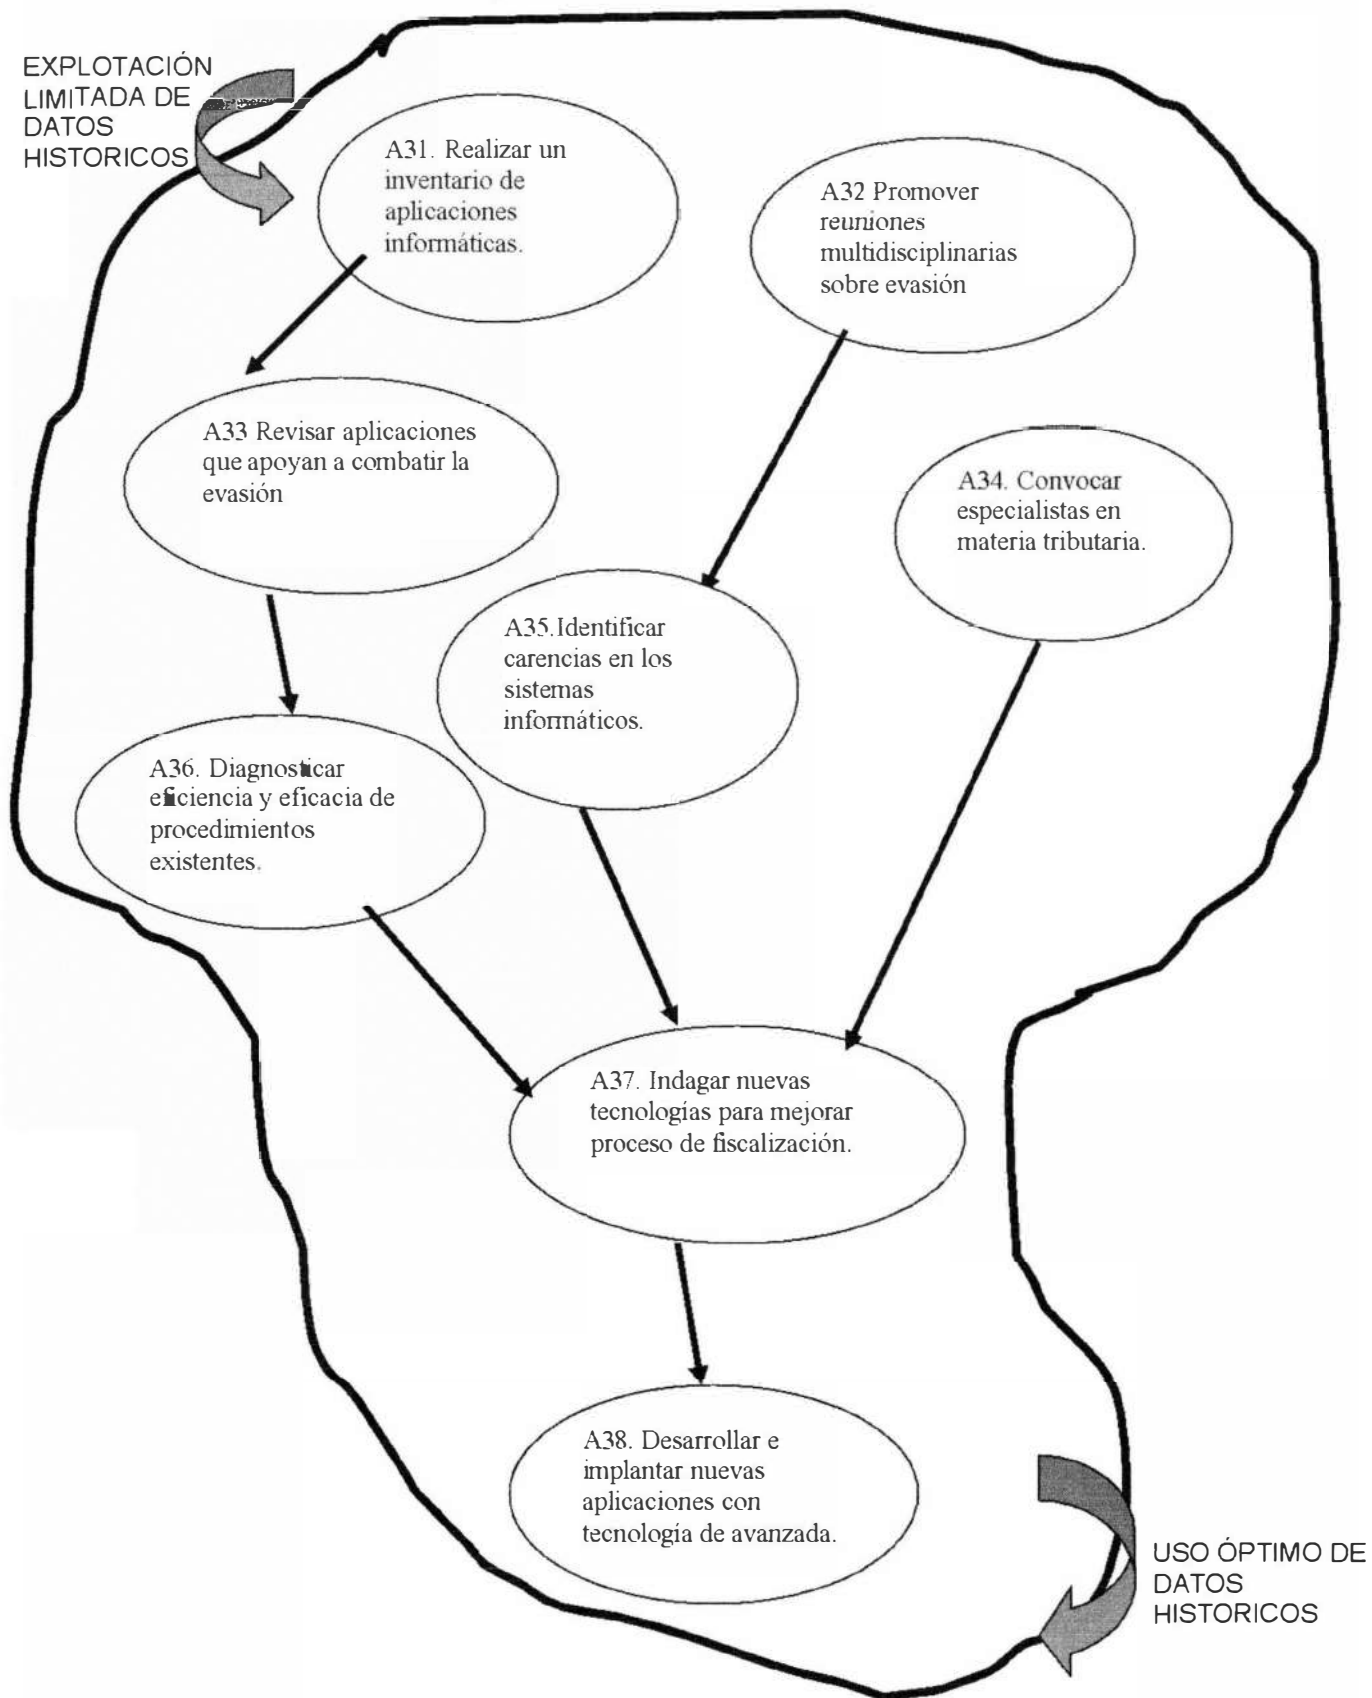 EXPLOTACIÓN
LIMITADA DE
DATOS
HISTORICOS
A31. Realizar un
inventario de
aplicaciones
informáticas.
A32 Promover
reuniones
multidisciplinarias
sobre evasión
A33 Revisar aplicaciones
que apoyan a combatir la
evasión
A34. Convocar
especialistas en
materia tributaria.
A35.Identificar
carencias en los
sistemas
informáticos.
A36. Diagnosticar
eficiencia y eficacia de
procedimientos
existentes.
A37. Indagar nuevas
tecnologías para mejorar
proceso de fiscalización.
A38. Desarrollar e
implantar nuevas
aplicaciones con
tecnología de avanzada.
USO ÓPTIMO DE
DATOS
HISTORICOS